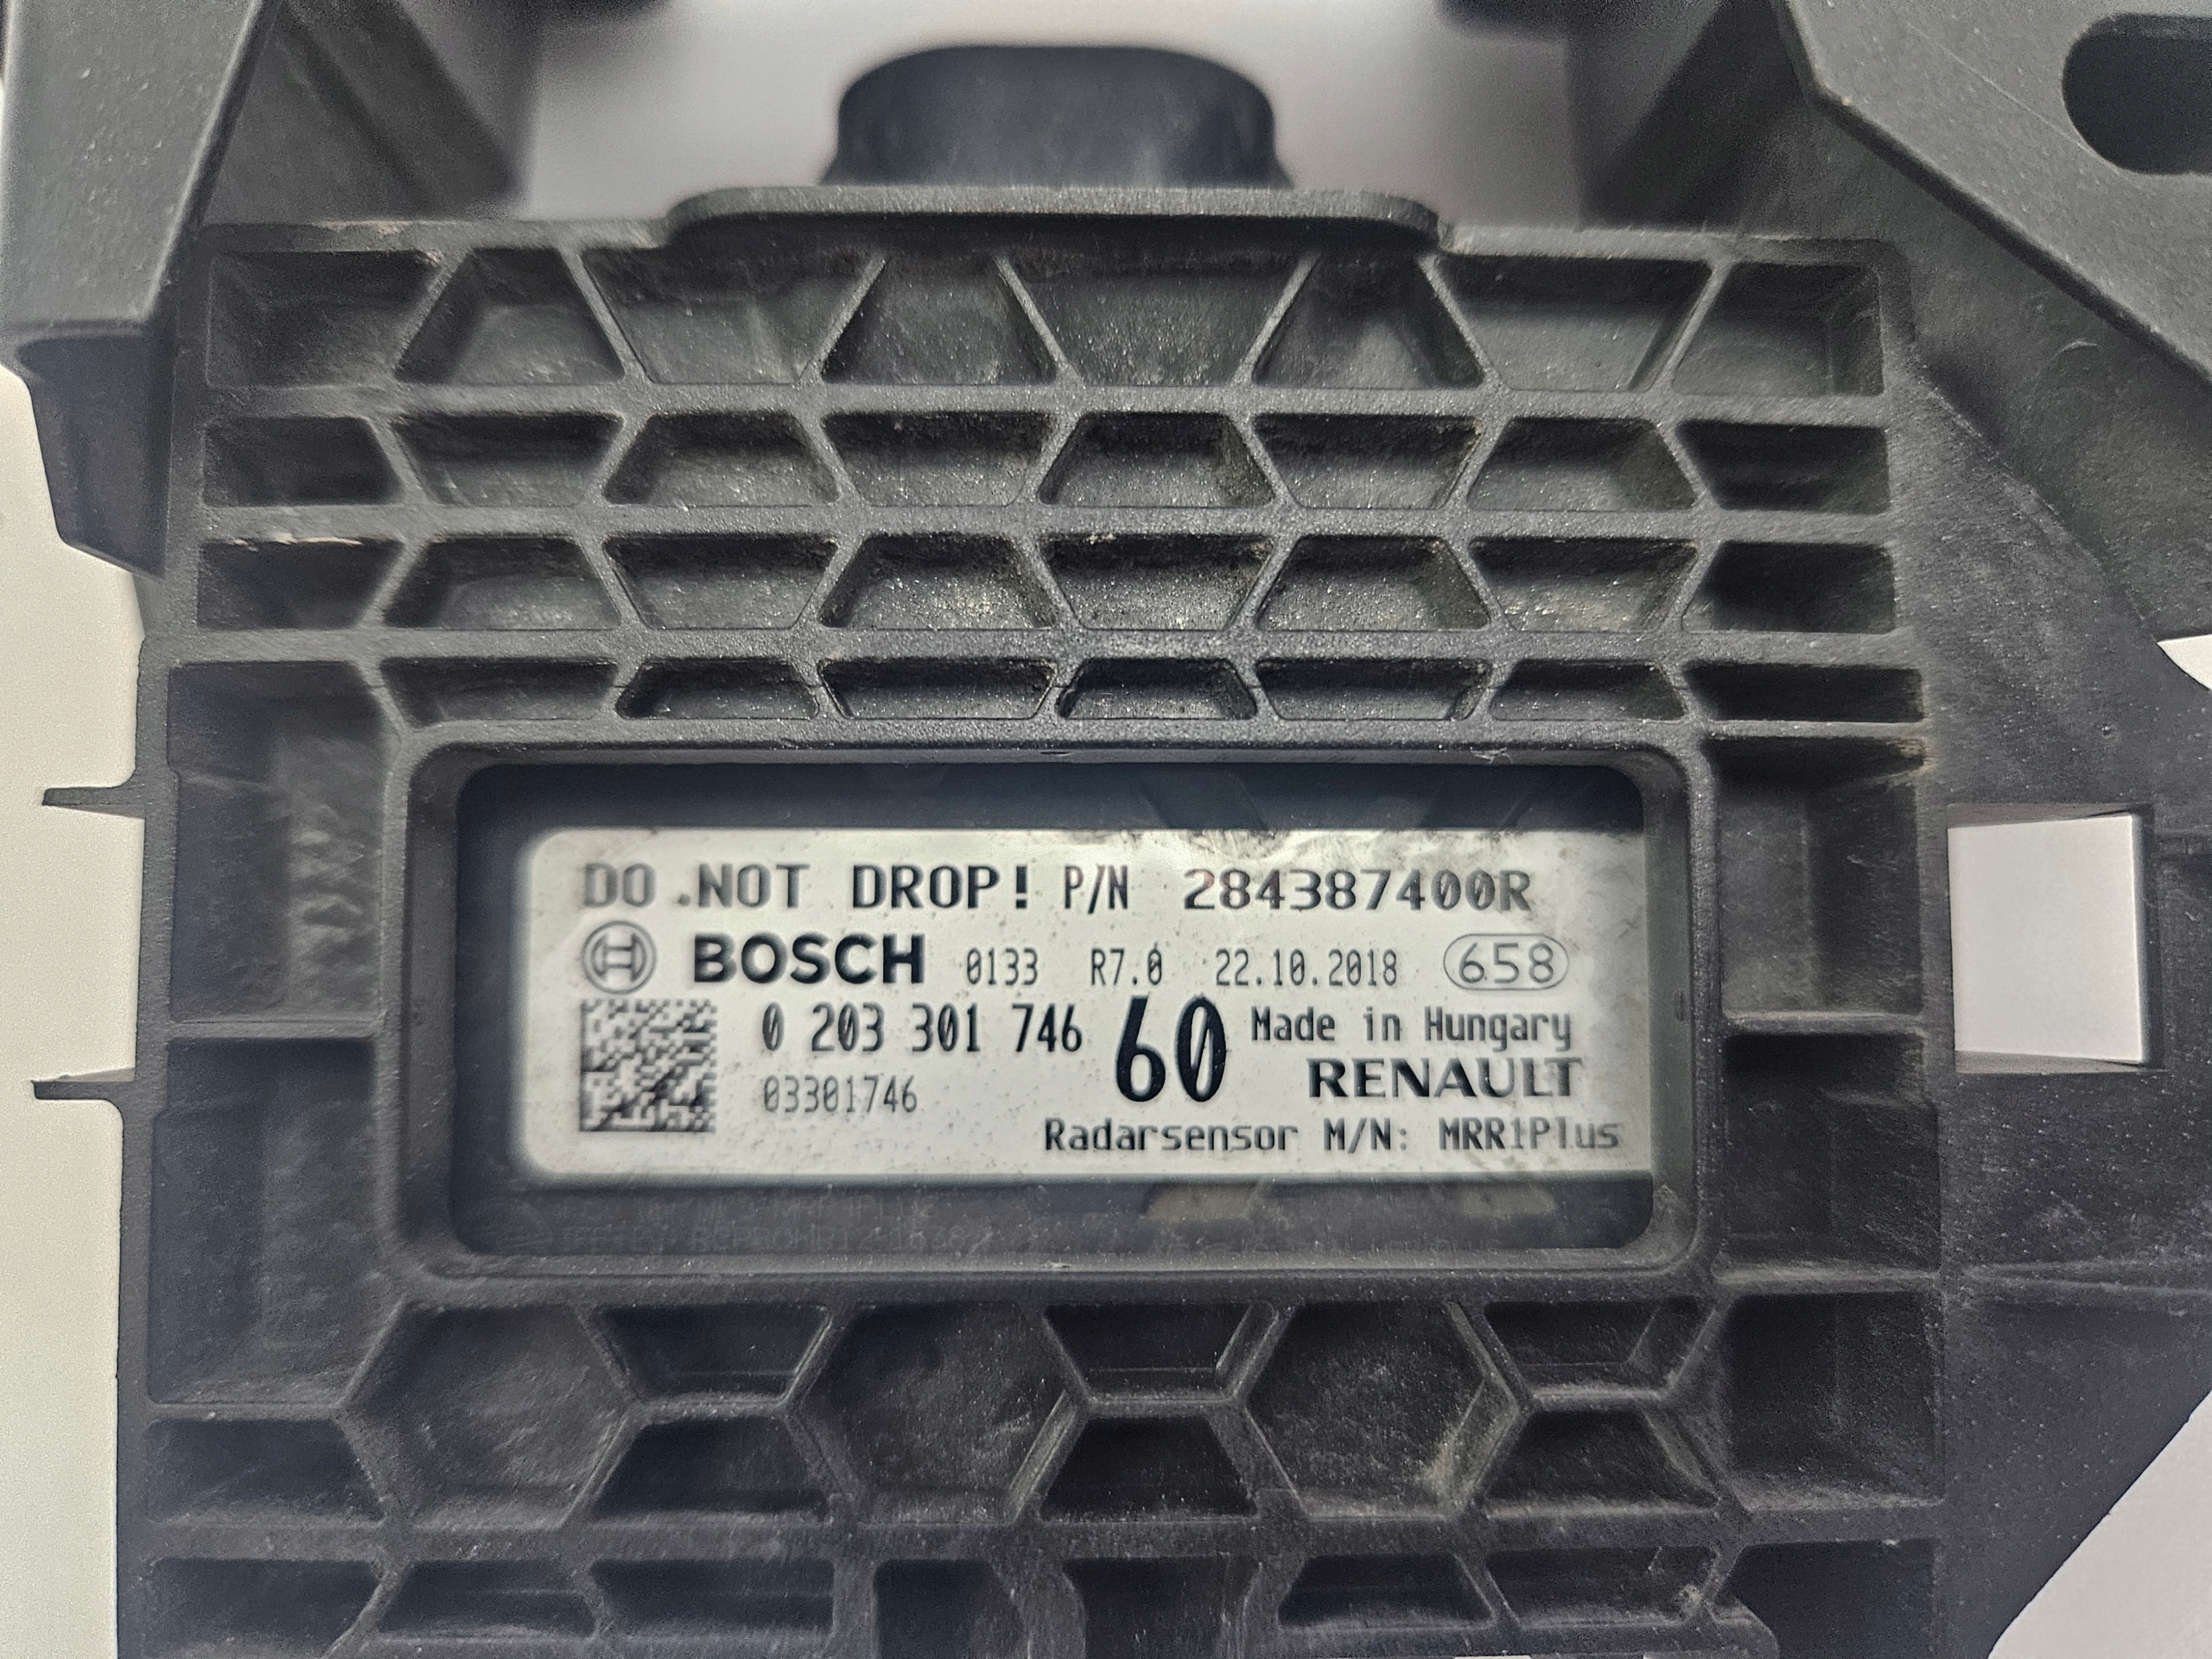 DO NOT DROP! P/N 284387400R
BOSCH 0133 R7.0 22.10.2018 658
0 203 301 746 60 Made in Hungary
03301746 RENAULT
Radarsensor M/N: MRR1Plus